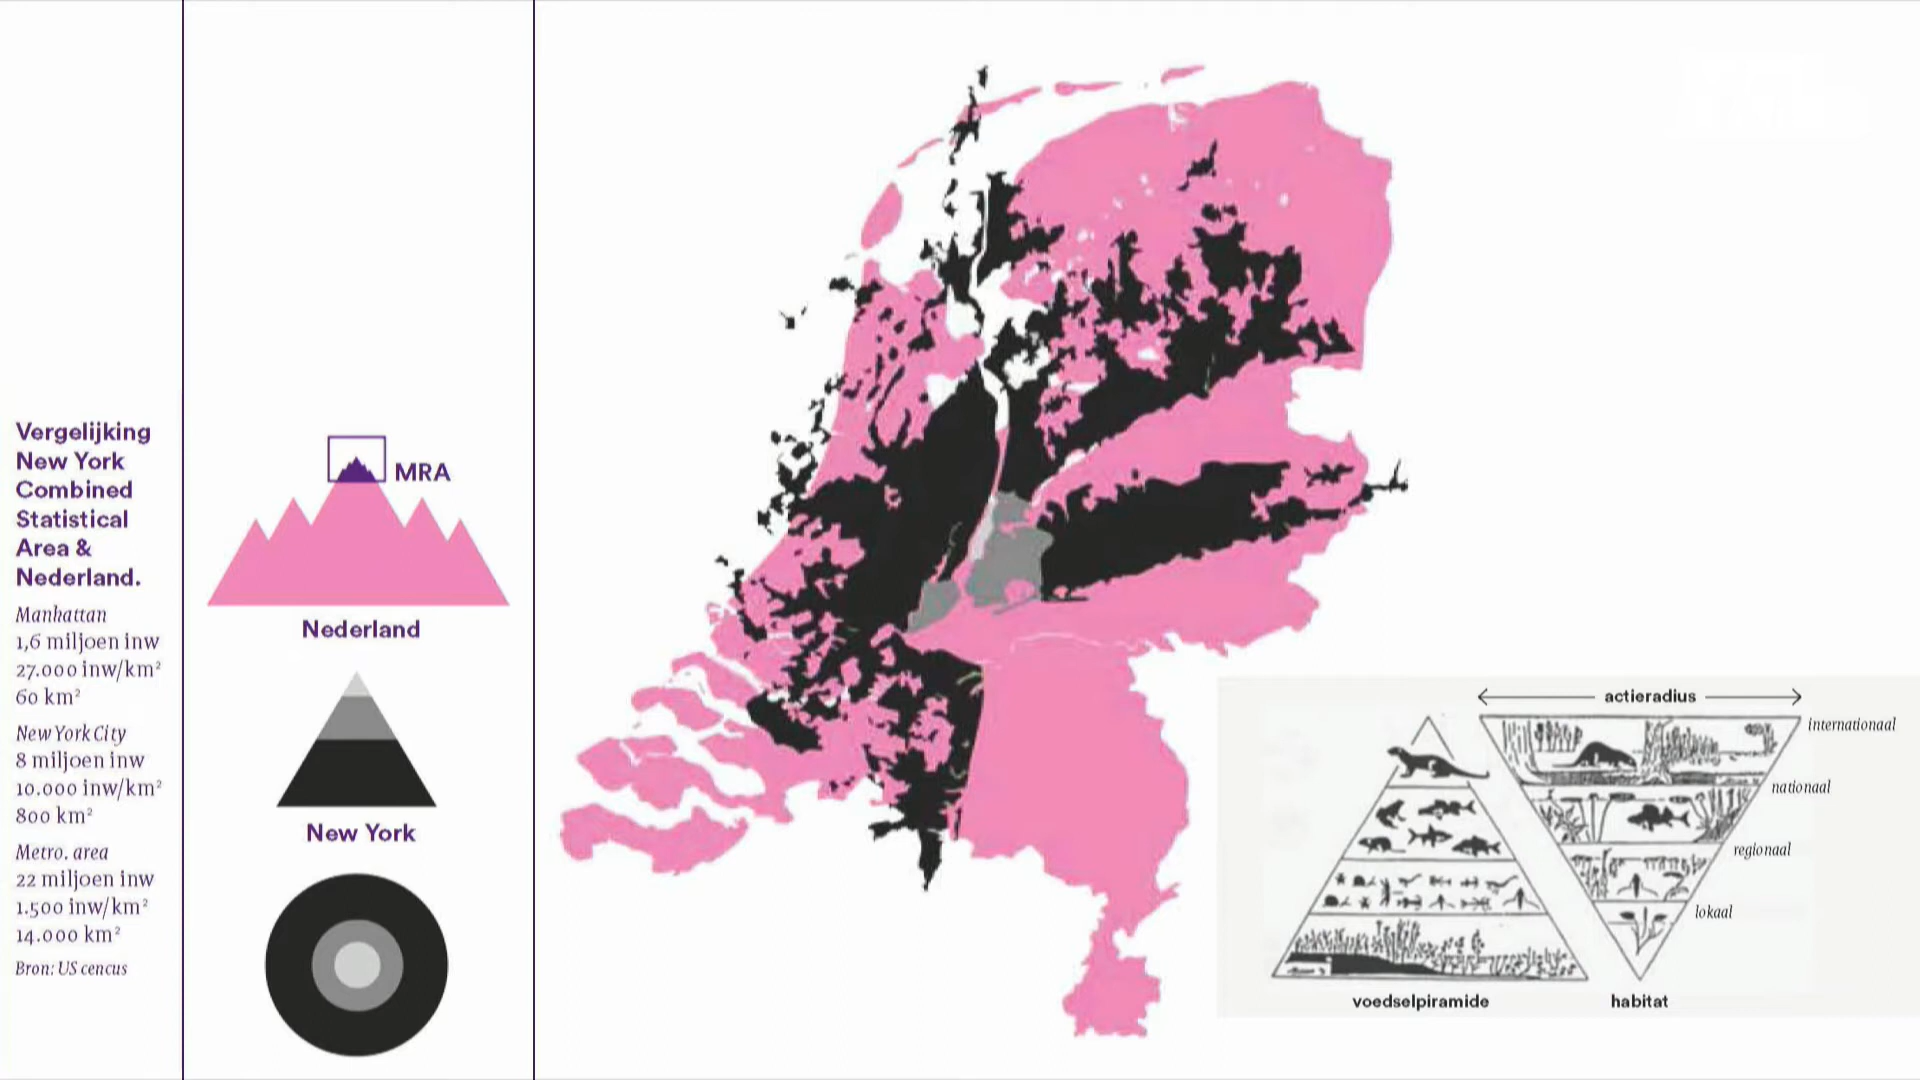 Vergelijking
New York
Combined
Statistical
Area &
Nederland.
Manhattan
1,6 miljoen inw
27.000 inw/km²
60 km²
New York City
8 miljoen inw
10.000 inw/km²
800 km²
Metro. area
22 miljoen inw
1.500 inw/km²
14.000 km²
Bron: US cencus
MRA
Nederland
New York
actieradius
internationaal
nationaal
regionaal
lokaal
voedselpiramide
habitat